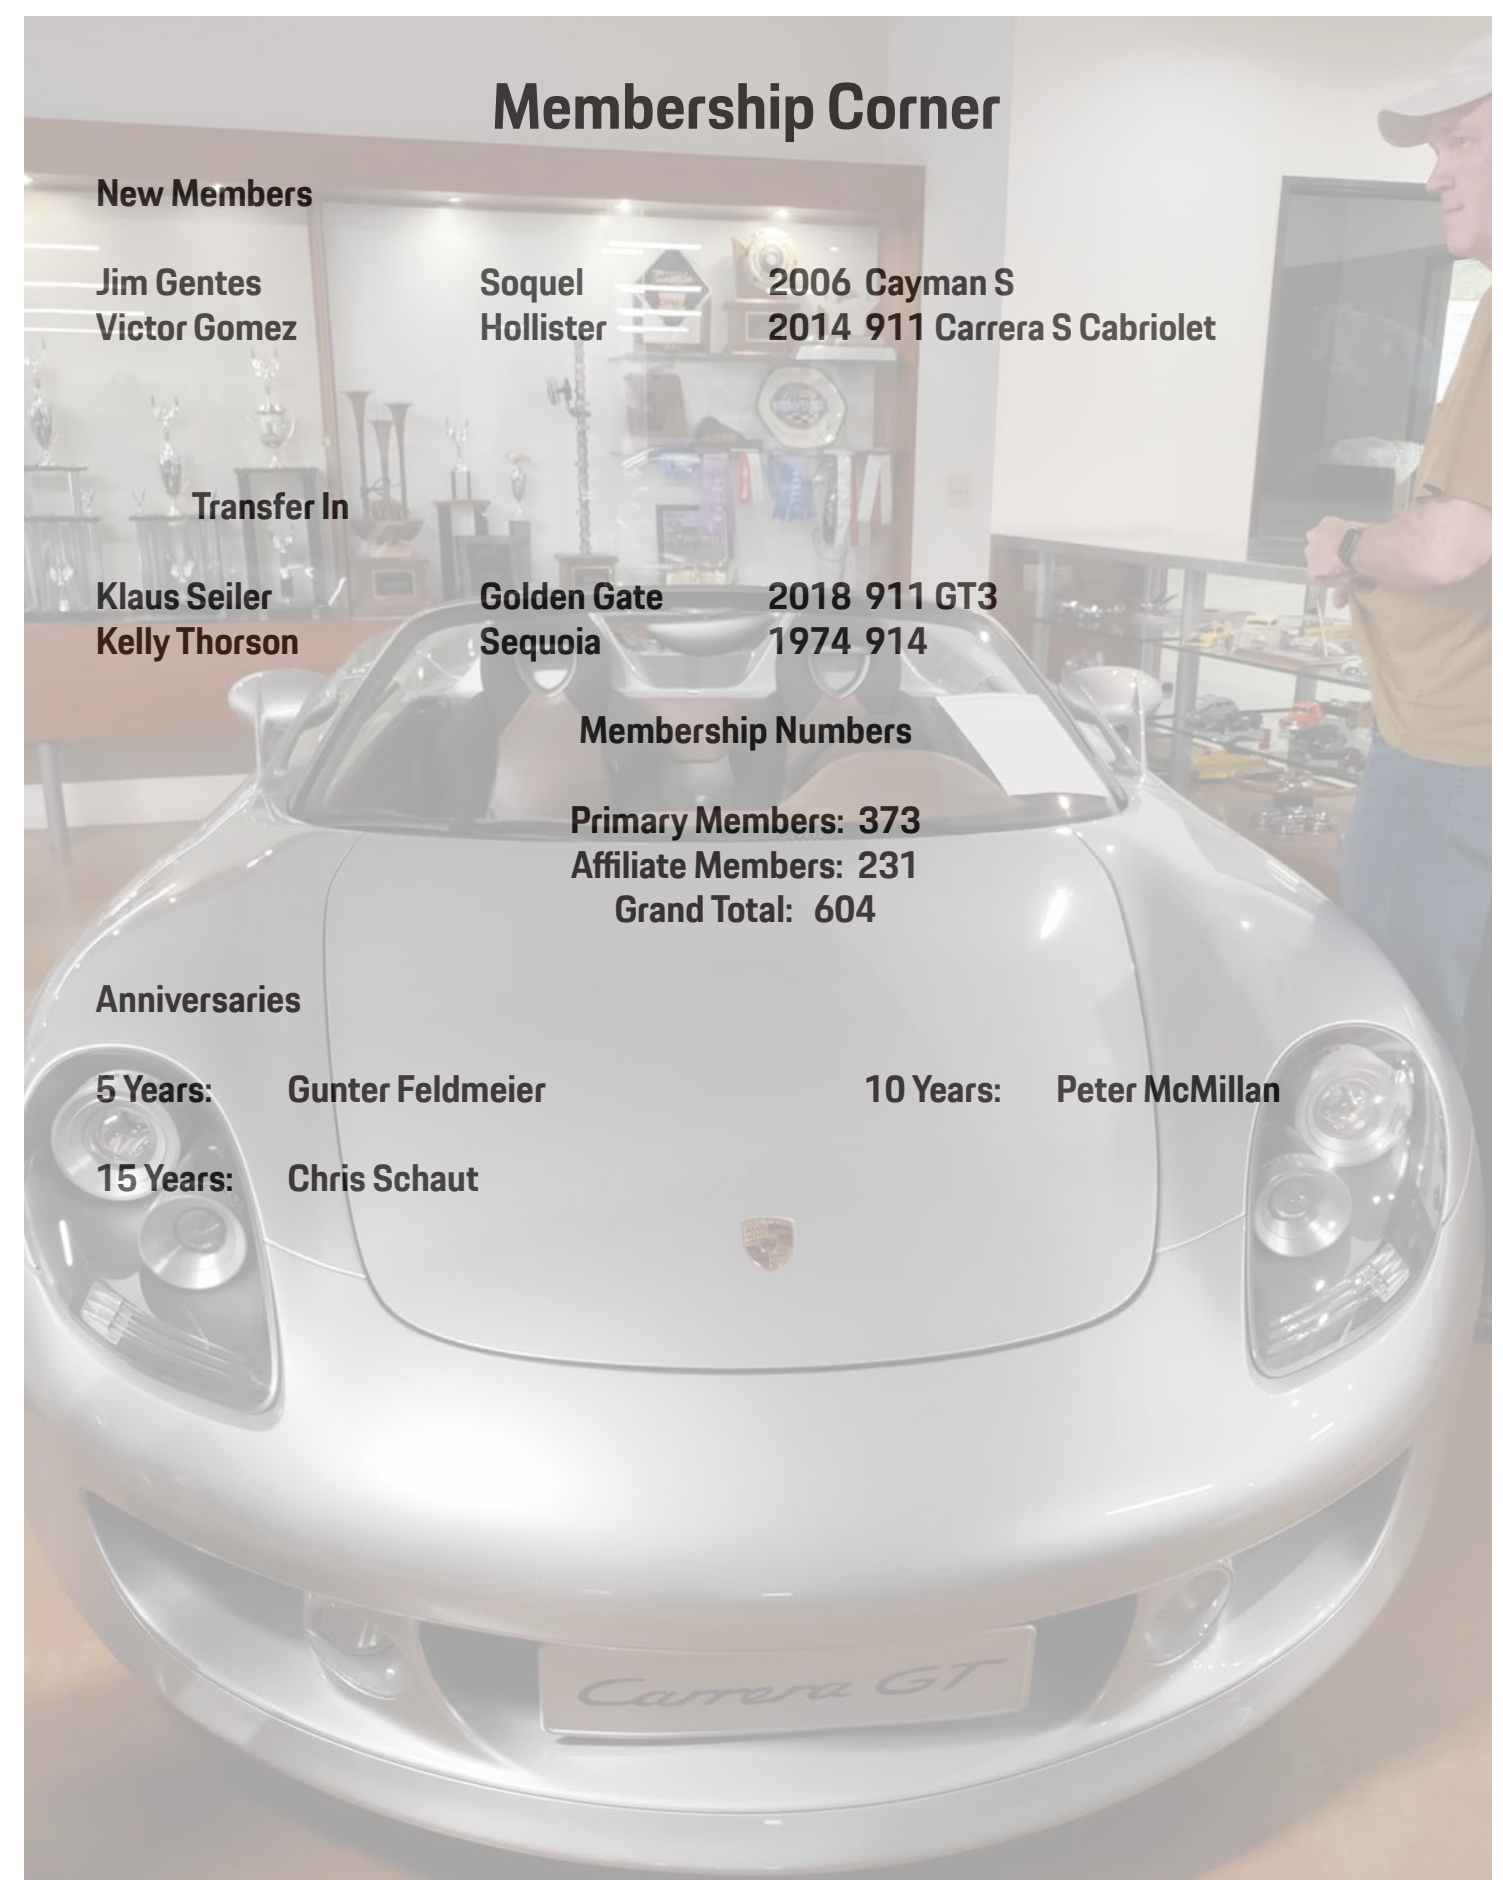 Membership Corner
New Members
Jim Gentes Soquel 2006 Cayman S
Victor Gomez Hollister 2014 911 Carrera S Cabriolet
Transfer In
Klaus Seiler Golden Gate 2018 911 GT3
Kelly Thorson Sequoia 1974 914
Membership Numbers
Primary Members: 373
Affiliate Members: 231
Grand Total: 604
Anniversaries
5 Years: Gunter Feldmeier 10 Years: Peter McMillan
15 Years: Chris Schaut
Carrera GT